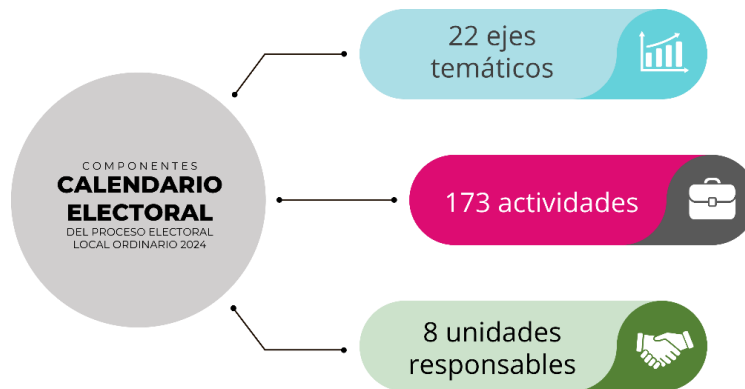 COMPONENTES
CALENDARIO
ELECTORAL
DEL PROCESO ELECTORAL
LOCAL ORDINARIO 2024
22 ejes
temáticos
173 actividades
8 unidades
responsables